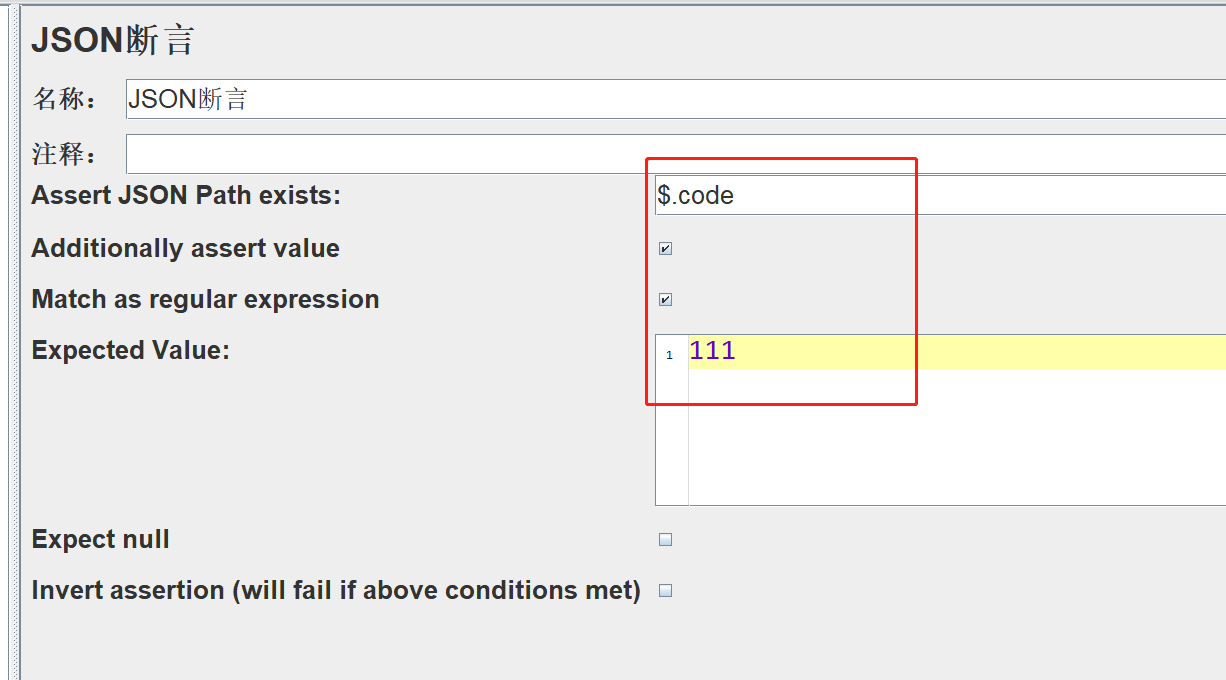 JSON断言
名称： JSON断言
注释：
Assert JSON Path exists: $.code
Additionally assert value
Match as regular expression
Expected Value: 1 111
Expect null
Invert assertion (will fail if above conditions met)